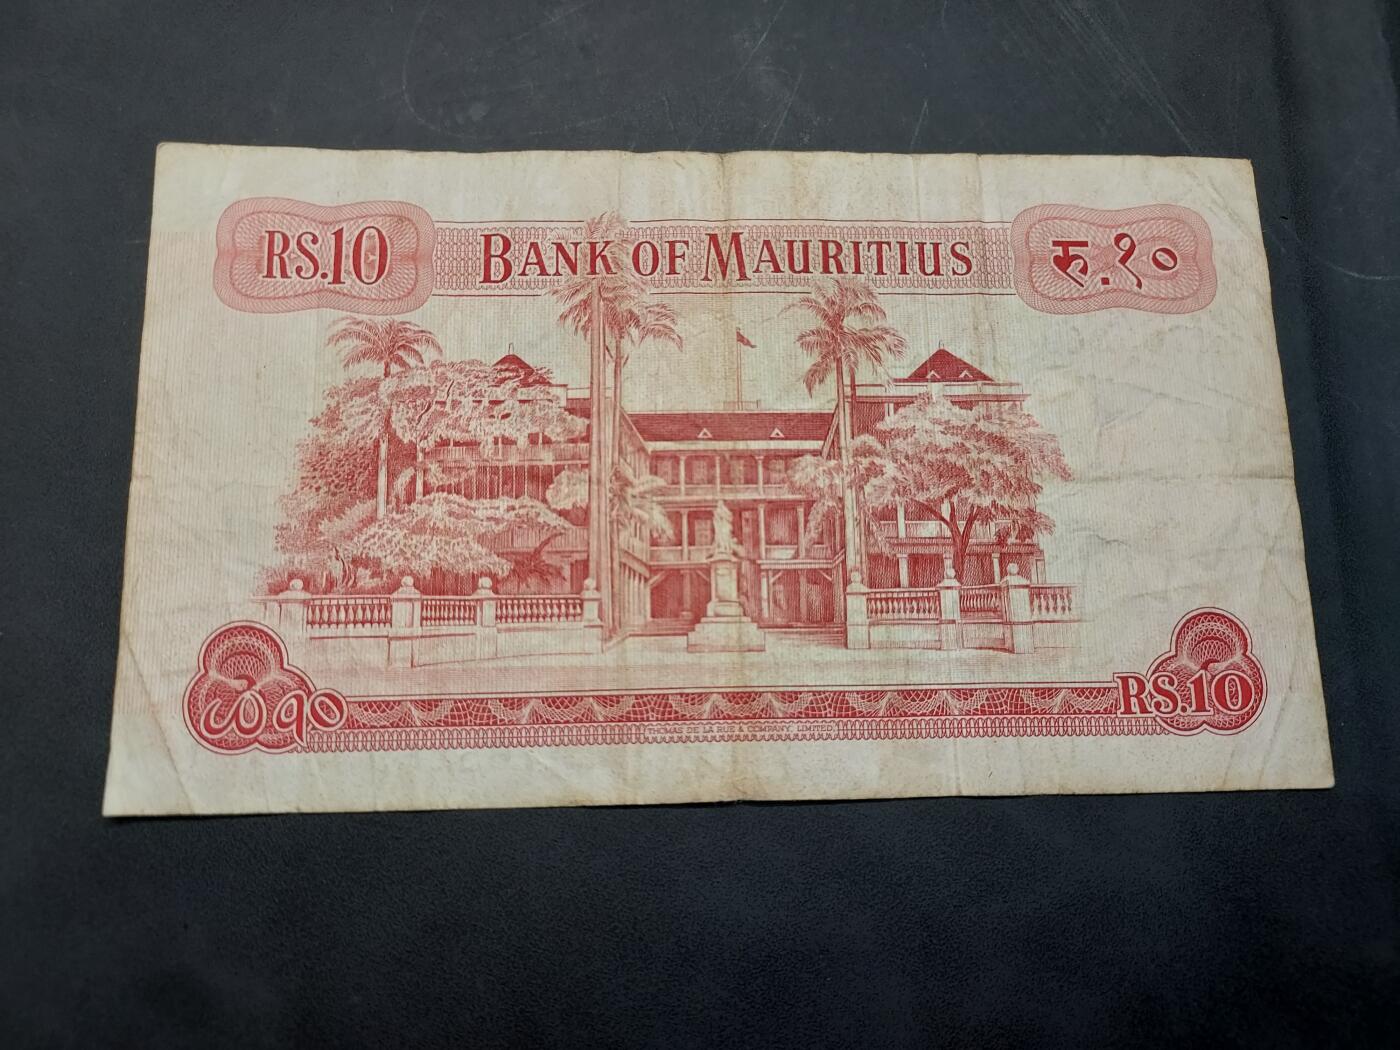 RS.10
BANK OF MAURITIUS
रु.१०
RS.10
THOMAS DE LA RUE & COMPANY, LIMITED